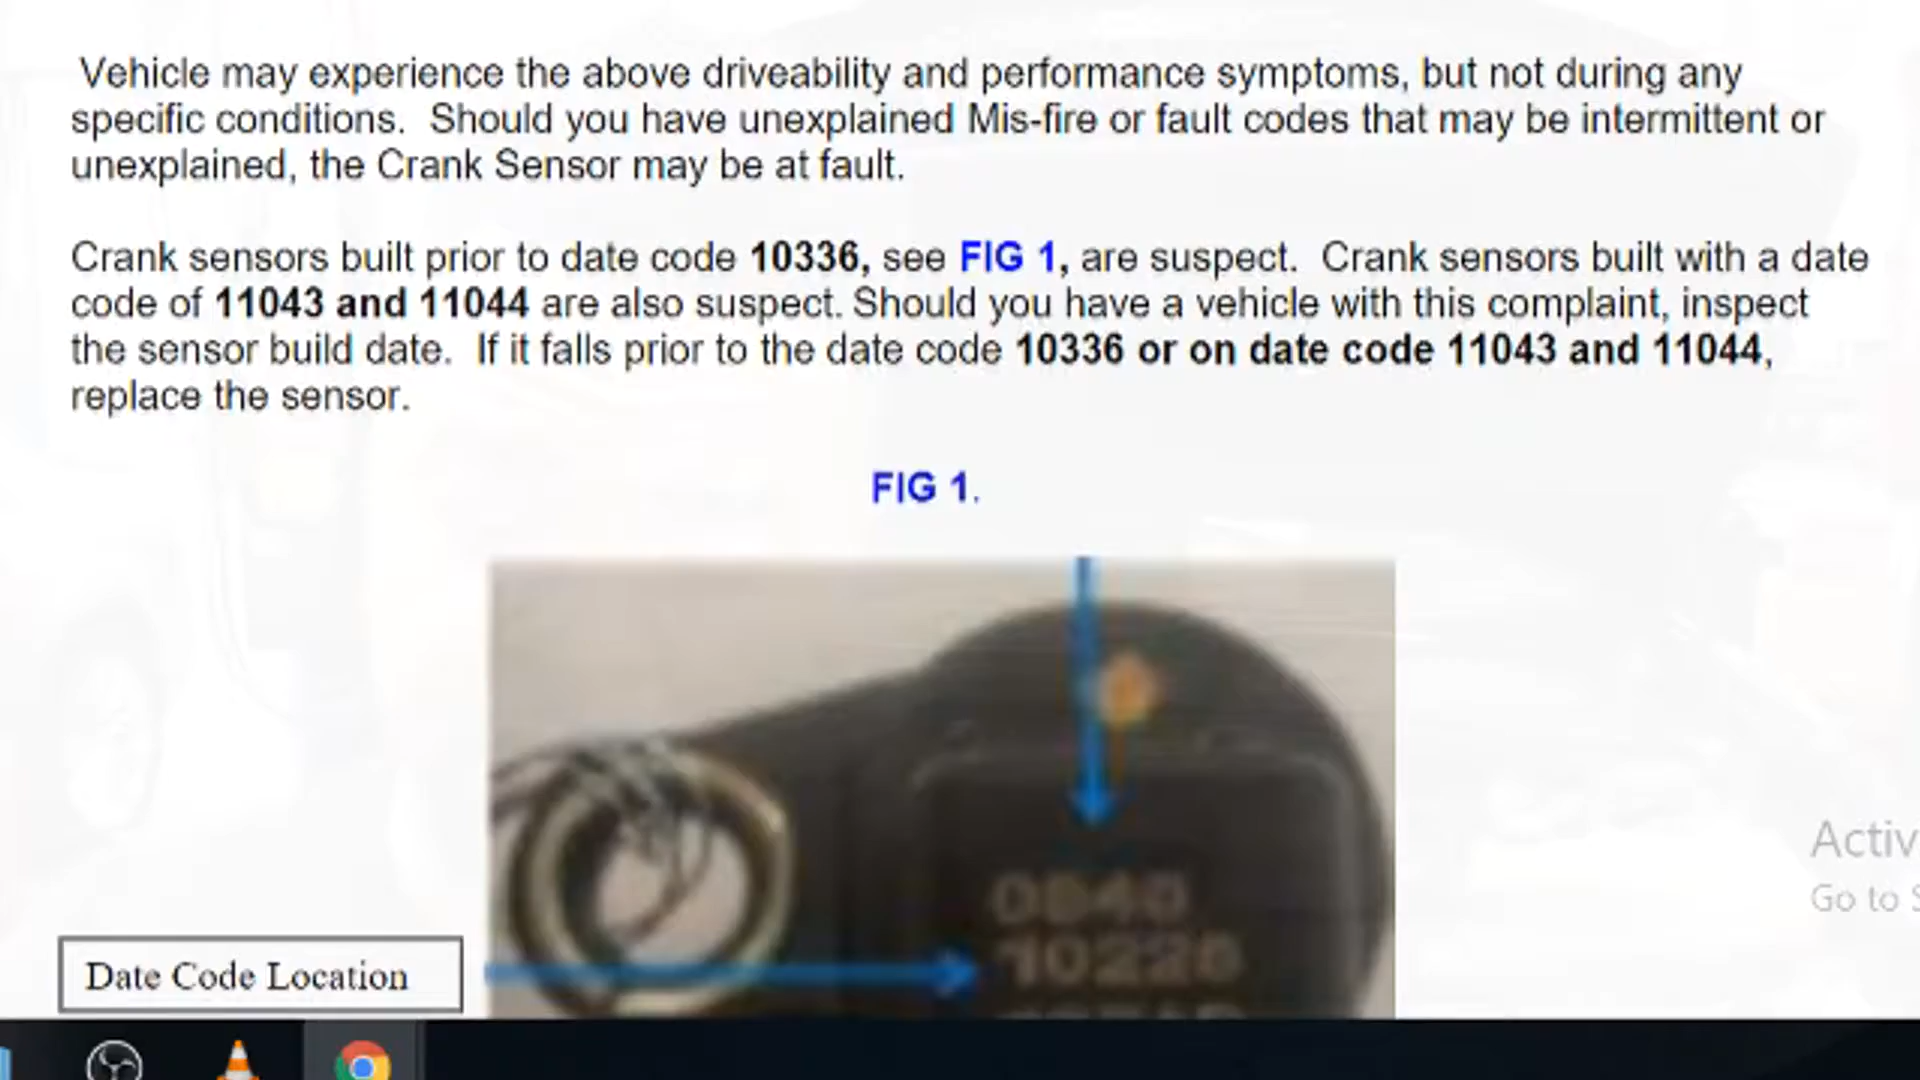 Vehicle may experience the above driveability and performance symptoms, but not during any
specific conditions. Should you have unexplained Mis-fire or fault codes that may be intermittent or
unexplained, the Crank Sensor may be at fault.
Crank sensors built prior to date code 10336, see FIG 1, are suspect. Crank sensors built with a date
code of 11043 and 11044 are also suspect. Should you have a vehicle with this complaint, inspect
the sensor build date. If it falls prior to the date code 10336 or on date code 11043 and 11044,
replace the sensor.
FIG 1.
Activ
Go to S
Date Code Location